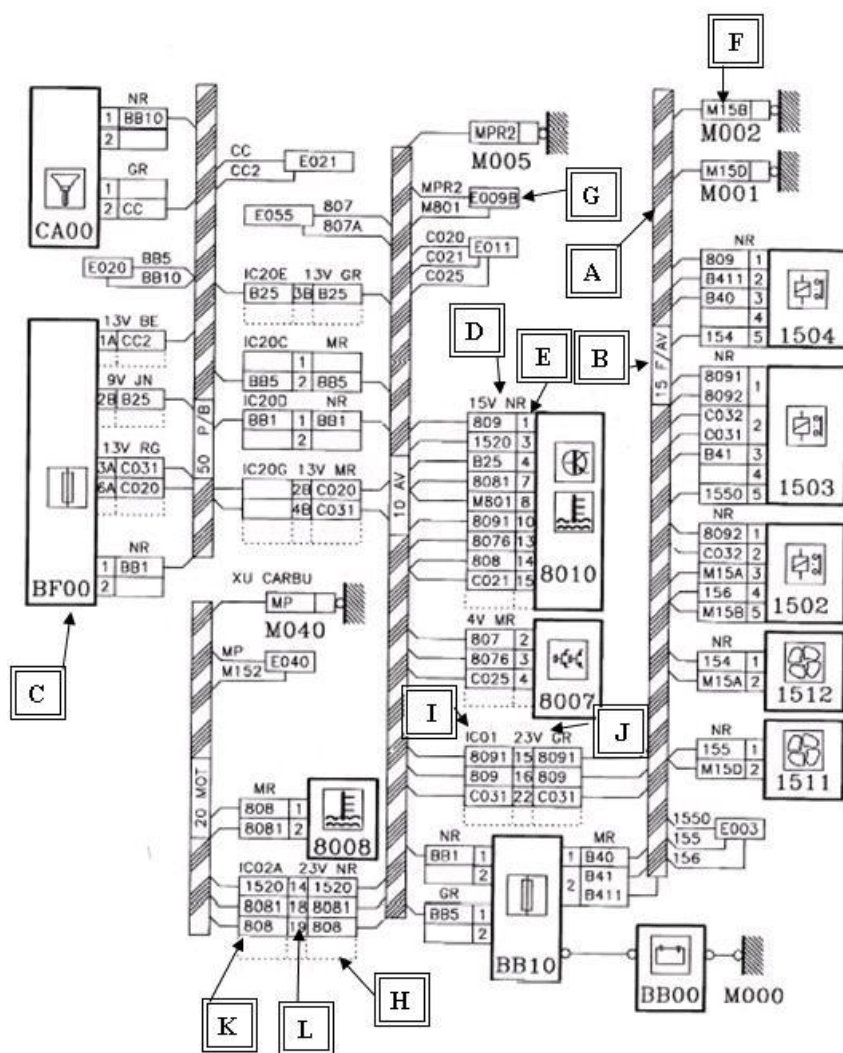 F
NR
1 BB10
2
GR
1
2 CC
CA00
CC
CC2
E021
E055
807
807A
E020
BB5
BB10
MPR2
M005
MPR2
M801
E009B
G
C020
C021
C025
E011
M15B
M002
M15D
M001
A
B
IC20E 13V GR
B25 3B B25
IC20C MR
1
BB5 2 BB5
IC20D NR
BB1 1 BB1
2
IC20G 13V MR
2B C020
4B C031
13V BE
1A CC2
9V JN
2B B25
13V RG
3A C031
6A C020
NR
1 BB1
2
BF00
C
50 P/B
10 AV
15 F/AV
20 MOT
D
E
15V NR
809 1
1520 3
B25 4
8081 7
M801 8
8091 10
8076 13
808 14
C021 15
8010
4V MR
807 2
8076 3
C025 4
8007
I
J
IC01 23V GR
8091 15 8091
809 16 809
C031 22 C031
NR
809 1
B411 2
B40 3
4
154 5
1504
NR
8091
8092 1
C032
C031 2
B41 3
4
1550 5
1503
NR
8092 1
C032 2
M15A 3
156 4
M15B 5
1502
NR
154 1
M15A 2
1512
NR
155 1
M15D 2
1511
1550
155
156
E003
XU CARBU
MP
M040
MP
M152
E040
MR
808 1
8081 2
8008
IC02A 23V NR
1520 14 1520
8081 18 8081
808 19 808
K
L
H
NR
BB1 1
2
GR
BB5 1
2
MR
1 B40
2 B41
B411
BB10
BB00
M000